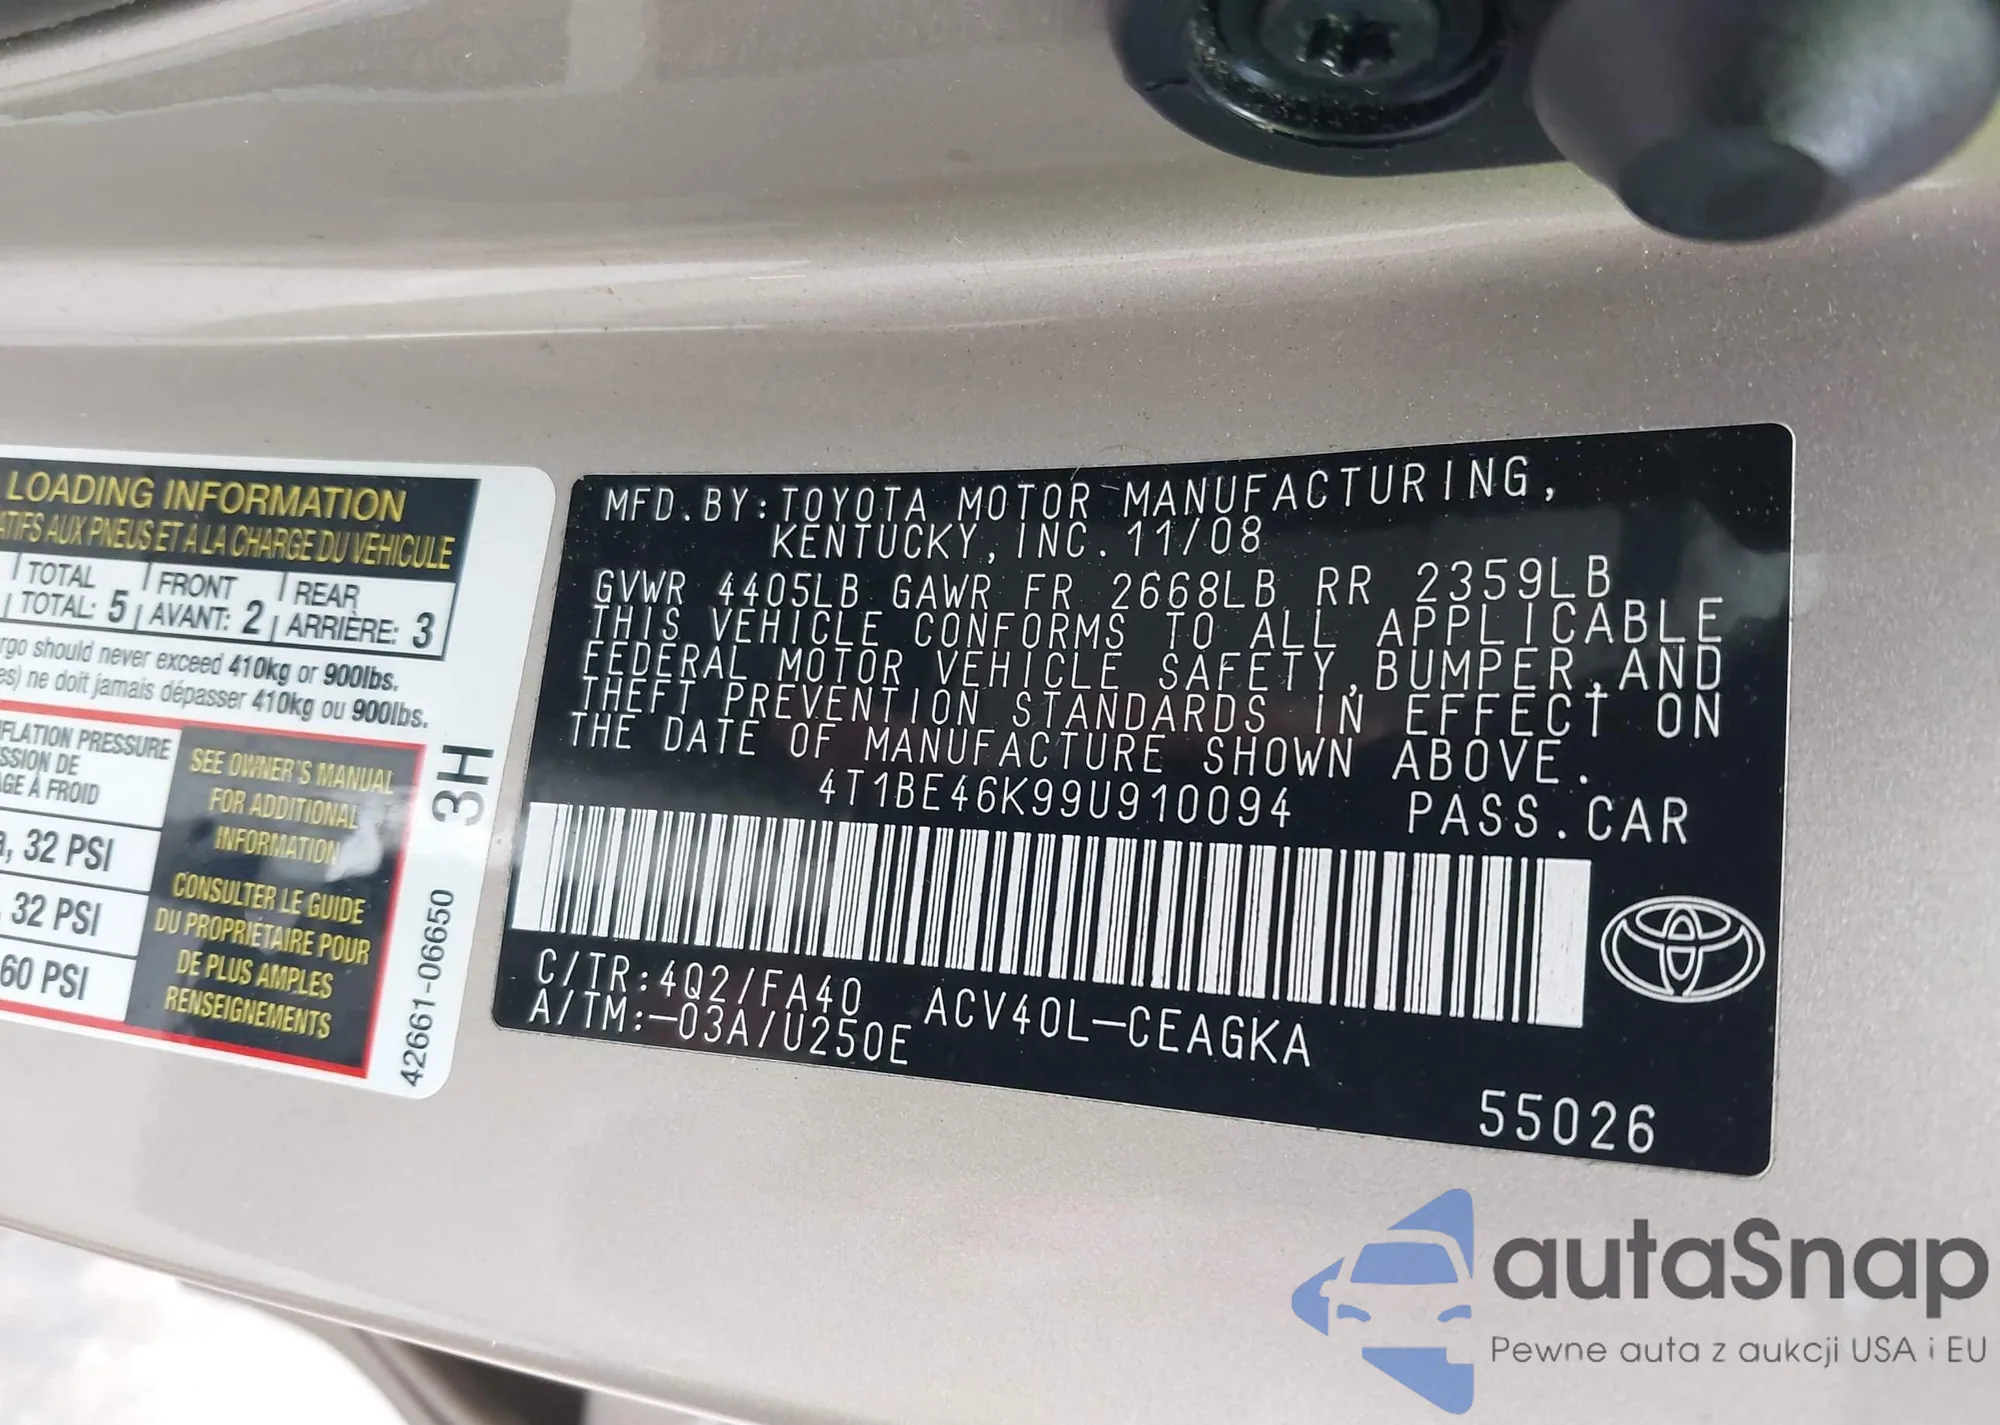 LOADING INFORMATION
ATIFS AUX PNEUS ET À LA CHARGE DU VÉHICULE
TOTAL FRONT REAR
TOTAL: 5 AVANT: 2 ARRIÈRE: 3
should never exceed 410kg or 900lbs.
ne doit jamais dépasser 410kg ou 900lbs.
FLATION PRESSURE
SSION DE
GE À FROID
32 PSI
32 PSI
60 PSI
SEE OWNER'S MANUAL
FOR ADDITIONAL
INFORMATION
CONSULTER LE GUIDE
DU PROPRIÉTAIRE POUR
DE PLUS AMPLES
RENSEIGNEMENTS
3H
42661-06650
MFD.BY:TOYOTA MOTOR MANUFACTURING,
KENTUCKY,INC. 11/08
GVWR 4405LB GAWR FR 2668LB RR 2359LB
THIS VEHICLE CONFORMS TO ALL APPLICABLE
FEDERAL MOTOR VEHICLE SAFETY,BUMPER,AND
THEFT PREVENTION STANDARDS IN EFFECT ON
THE DATE OF MANUFACTURE SHOWN ABOVE.
4T1BE46K99U910094 PASS.CAR
C/TR:4Q2/FA40 ACV40L-CEAGKA
A/TM:-03A/U250E
55026
autaSnap
Pewne auta z aukcji USA i EU